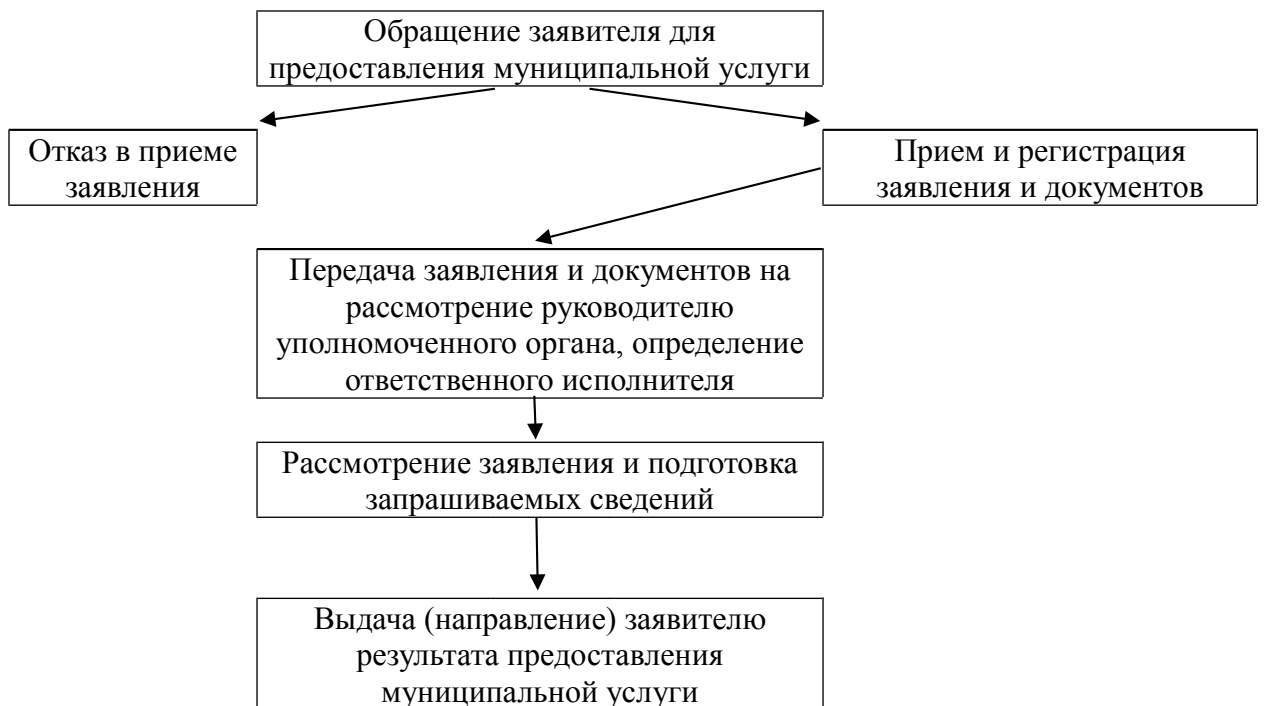 Обращение заявителя для
предоставления муниципальной услуги
Отказ в приеме
заявления
Прием и регистрация
заявления и документов
Передача заявления и документов на
рассмотрение руководителю
уполномоченного органа, определение
ответственного исполнителя
Рассмотрение заявления и подготовка
запрашиваемых сведений
Выдача (направление) заявителю
результата предоставления
муниципальной услуги